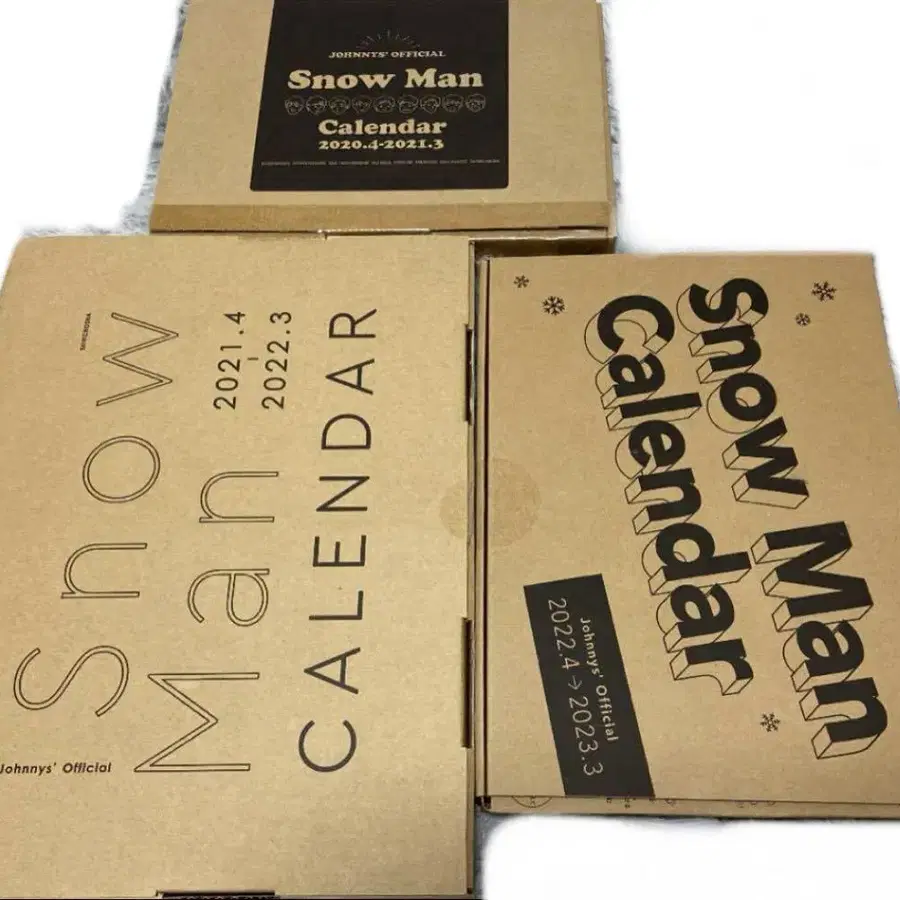 JOHNNYS' OFFICIAL
Snow Man
Calendar
2020.4-2021.3
Snow
Man
2021.4
-
2022.3
CALENDAR
Johnnys' Official
Snow Man
Calendar
Johnnys' Official
2022.4→2023.3